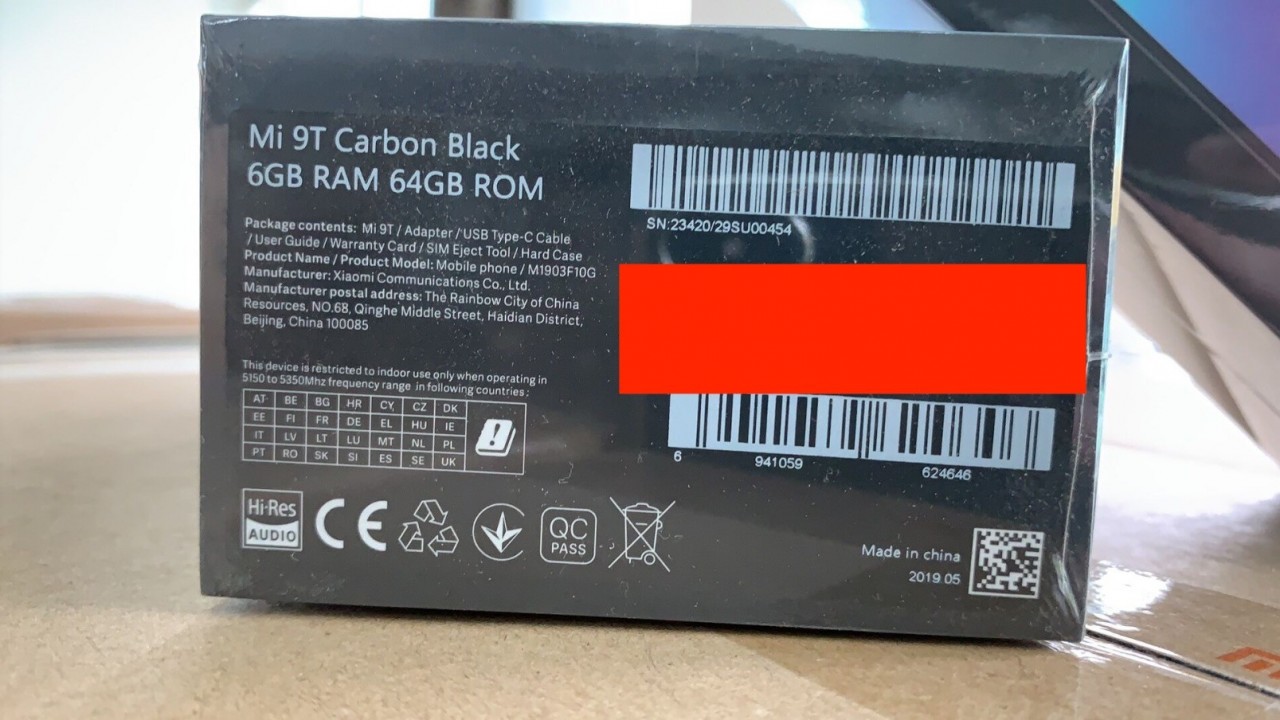 Mi 9T Carbon Black
6GB RAM 64GB ROM
Package contents: Mi 9T / Adapter / USB Type-C Cable
/ User Guide / Warranty Card / SIM Eject Tool / Hard Case
Product Name / Product Model: Mobile phone / M1903F10G
Manufacturer: Xiaomi Communications Co., Ltd.
Manufacturer postal address: The Rainbow City of China
Resources, NO.68, Qinghe Middle Street, Haidian District,
Beijing, China 100085
This device is restricted to indoor use only when operating in
5150 to 5350Mhz frequency range in following countries:
AT BE BG HR CY CZ DK
EE FI FR DE EL HU IE
IT LV LT LU MT NL PL
PT RO SK SI ES SE UK
Hi-Res
AUDIO
CE
QC
PASS
SN:23420/29SU00454
6 941059 624646
Made in china
2019.05